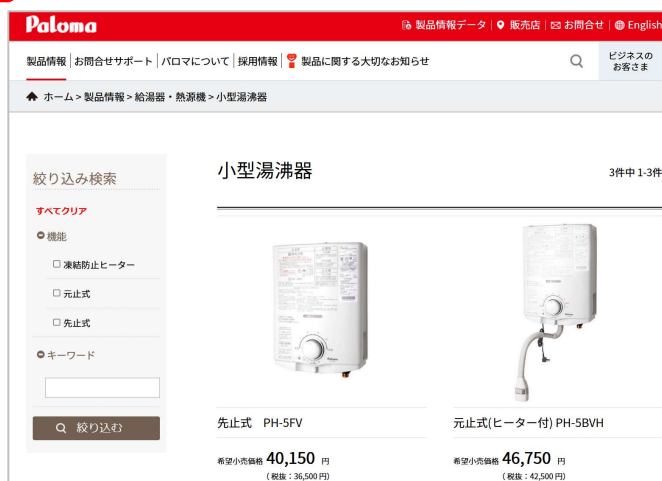 Paloma
製品情報データ | 販売店 | お問合せ | English
製品情報 | お問合せサポート | パロマについて | 採用情報 | 製品に関する大切なお知らせ
ビジネスの
お客さま
ホーム > 製品情報 > 給湯器・熱源機 > 小型湯沸器
絞り込み検索
小型湯沸器
3件中 1-3件
すべてクリア
機能
凍結防止ヒーター
元止式
先止式
キーワード
絞り込む
先止式 PH-5FV
元止式(ヒーター付) PH-5BVH
希望小売価格 40,150 円
(税抜：36,500円)
希望小売価格 46,750 円
(税抜：42,500円)